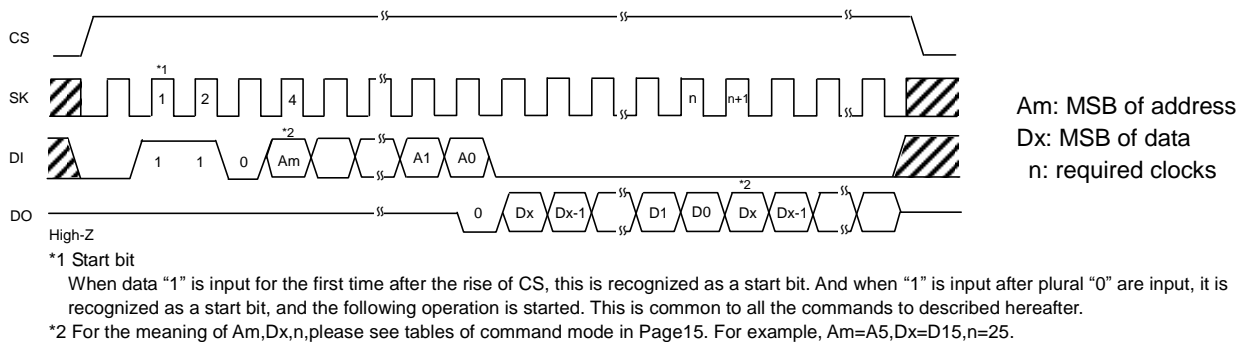 CS
SK
*1
1 2 4 n n+1
Am: MSB of address
Dx: MSB of data
n: required clocks
DI
*2
1 1 0 Am A1 A0
DO
*2
0 Dx Dx-1 D1 D0 Dx Dx-1
High-Z
*1 Start bit
When data “1” is input for the first time after the rise of CS, this is recognized as a start bit. And when “1” is input after plural “0” are input, it is
recognized as a start bit, and the following operation is started. This is common to all the commands to described hereafter.
*2 For the meaning of Am,Dx,n,please see tables of command mode in Page15. For example, Am=A5,Dx=D15,n=25.